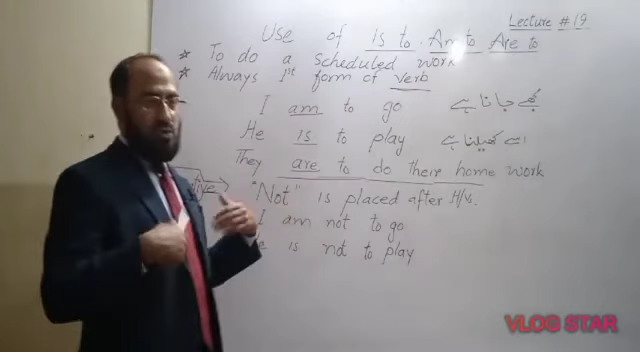 Lecture # 19
Use of is to. Am to Are to
* To do a scheduled work
* Always 1st form of verb
I am to go مجھے جانا ہے
He is to play اسے کھیلنا ہے
They are to do their home work
"Not" is placed after H/Vs.
I am not to go
is not to play
VLOG STAR